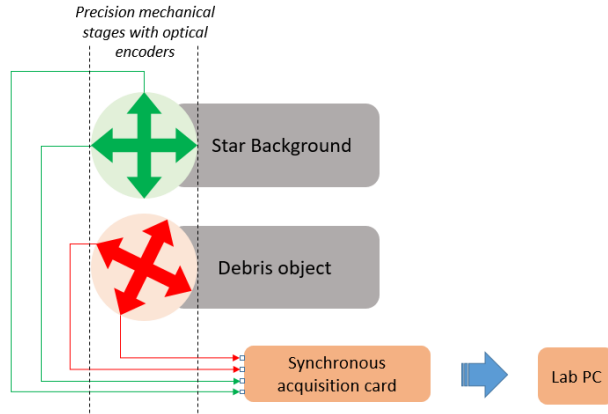 Precision mechanical
stages with optical
encoders
Star Background
Debris object
Synchronous
acquisition card
Lab PC